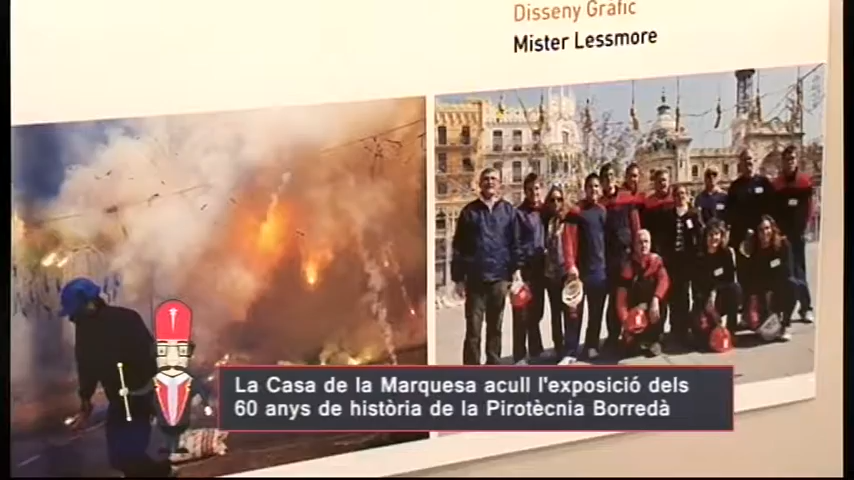 Disseny Gràfic
Mister Lessmore
La Casa de la Marquesa acull l'exposició dels
60 anys de història de la Pirotècnia Borredà